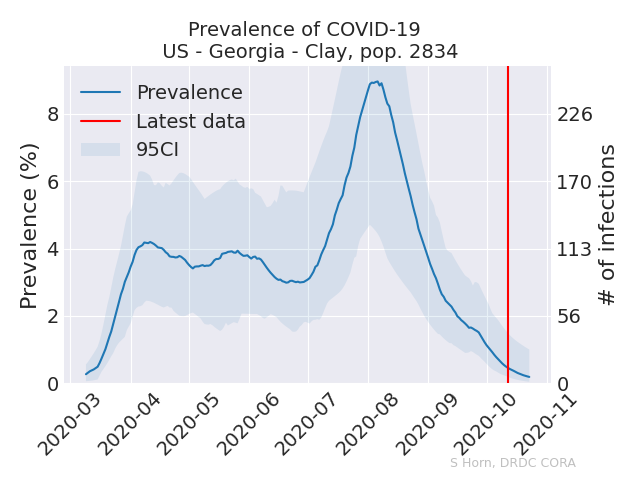 Prevalence of COVID-19
US - Georgia - Clay, pop. 2834
Prevalence
Latest data
95CI
Prevalence (%)
8
6
4
2
0
226
170
113
56
0
# of infections
2020-03
2020-04
2020-05
2020-06
2020-07
2020-08
2020-09
2020-10
2020-11
S Horn, DRDC CORA